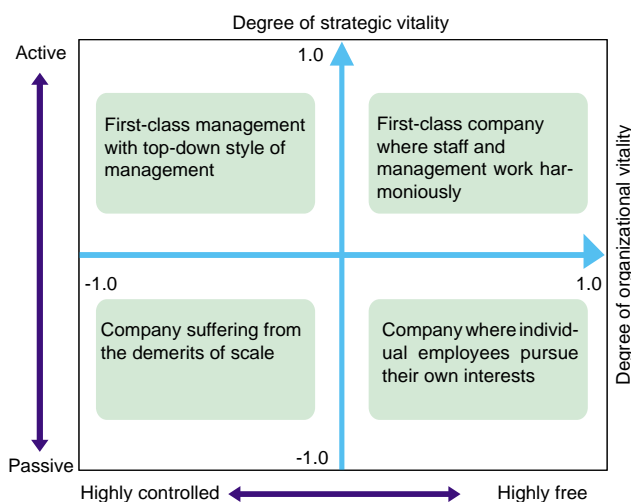 Degree of strategic vitality
Active
1.0
First-class management
with top-down style of
management
First-class company
where staff and
management work har-
moniously
-1.0
1.0
Degree of organizational vitality
Company suffering from
the demerits of scale
Company where individ-
ual employees pursue
their own interests
Passive
-1.0
Highly controlled
Highly free